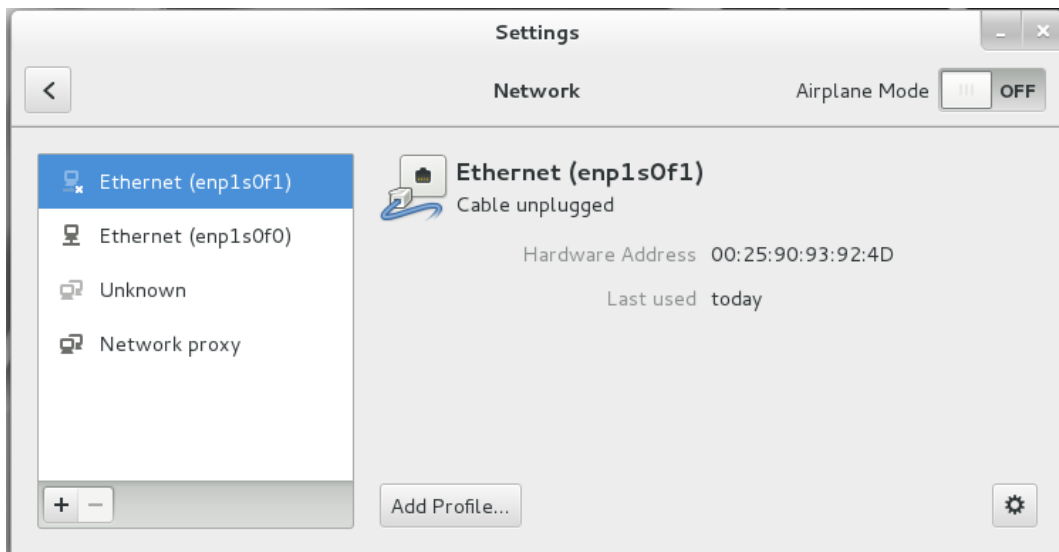 Settings
Network
Airplane Mode OFF
Ethernet (enp1s0f1)
Ethernet (enp1s0f0)
Unknown
Network proxy
Ethernet (enp1s0f1)
Cable unplugged
Hardware Address 00:25:90:93:92:4D
Last used today
Add Profile...